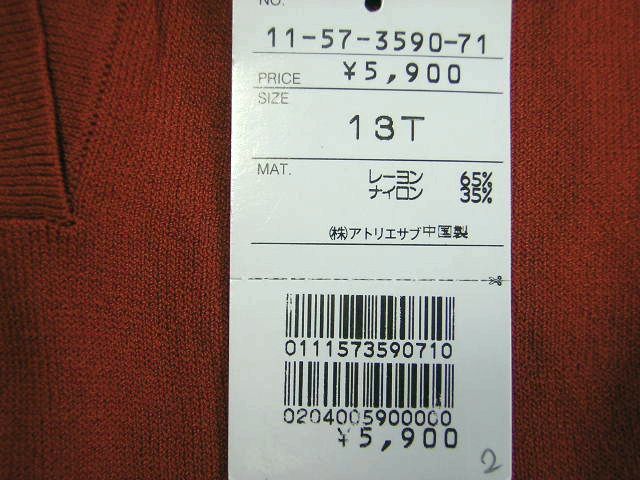 NO.
11-57-3590-71
PRICE ¥5,900
SIZE
13T
MAT. レーヨン 65%
ナイロン 35%
㈱アトリエサブ中国製
0111573590710
0204005900000
¥5,900
2